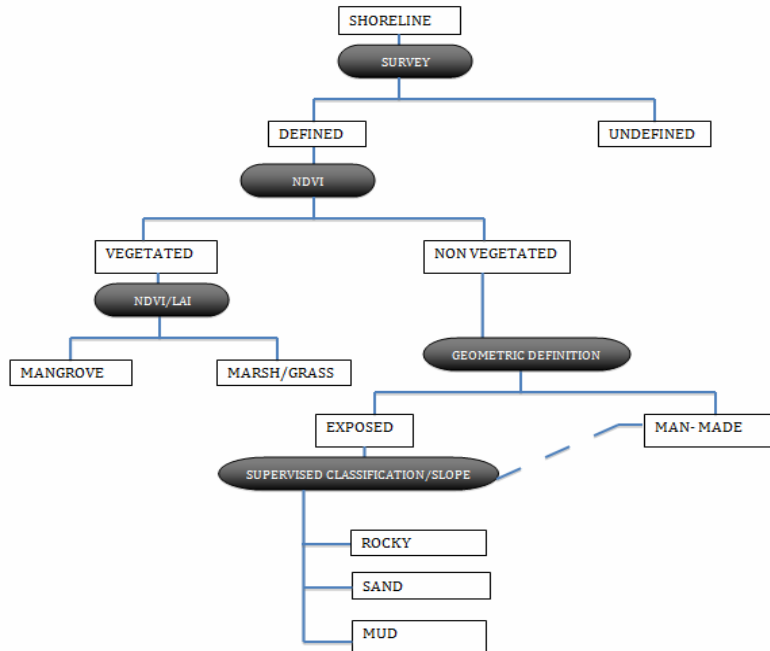 SHORELINE
SURVEY
DEFINED
UNDEFINED
NDVI
VEGETATED
NON VEGETATED
NDVI/LAI
GEOMETRIC DEFINITION
MANGROVE
MARSH/GRASS
EXPOSED
MAN- MADE
SUPERVISED CLASSIFICATION/SLOPE
ROCKY
SAND
MUD